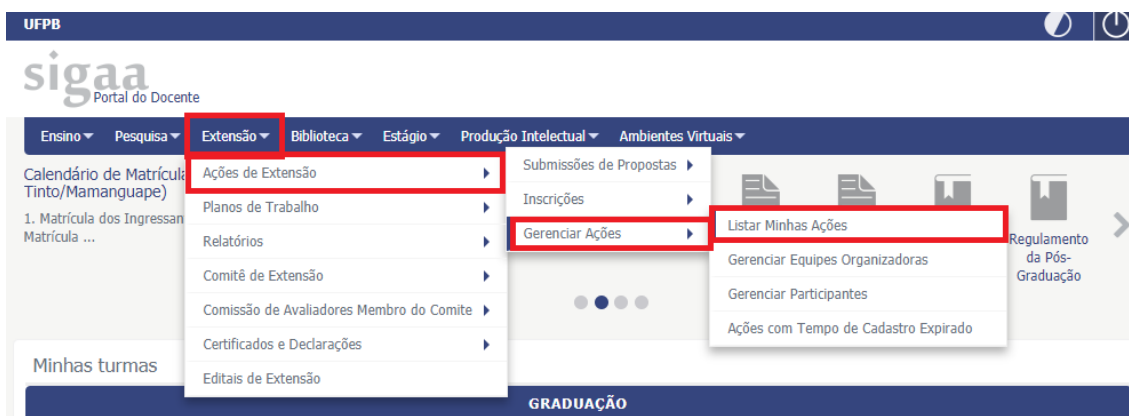 UFPB
sigaa
Portal do Docente
Ensino Pesquisa Extensão Biblioteca Estágio Produção Intelectual Ambientes Virtuais
Calendário de Matrícula
Tinto/Mamanguape)
1. Matrícula dos Ingressan
Matrícula ...
Ações de Extensão
Planos de Trabalho
Relatórios
Comitê de Extensão
Comissão de Avaliadores Membro do Comite
Certificados e Declarações
Editais de Extensão
Submissões de Propostas
Inscrições
Gerenciar Ações
Listar Minhas Ações
Gerenciar Equipes Organizadoras
Gerenciar Participantes
Ações com Tempo de Cadastro Expirado
Regulamento
da Pós-
Graduação
Minhas turmas
GRADUAÇÃO